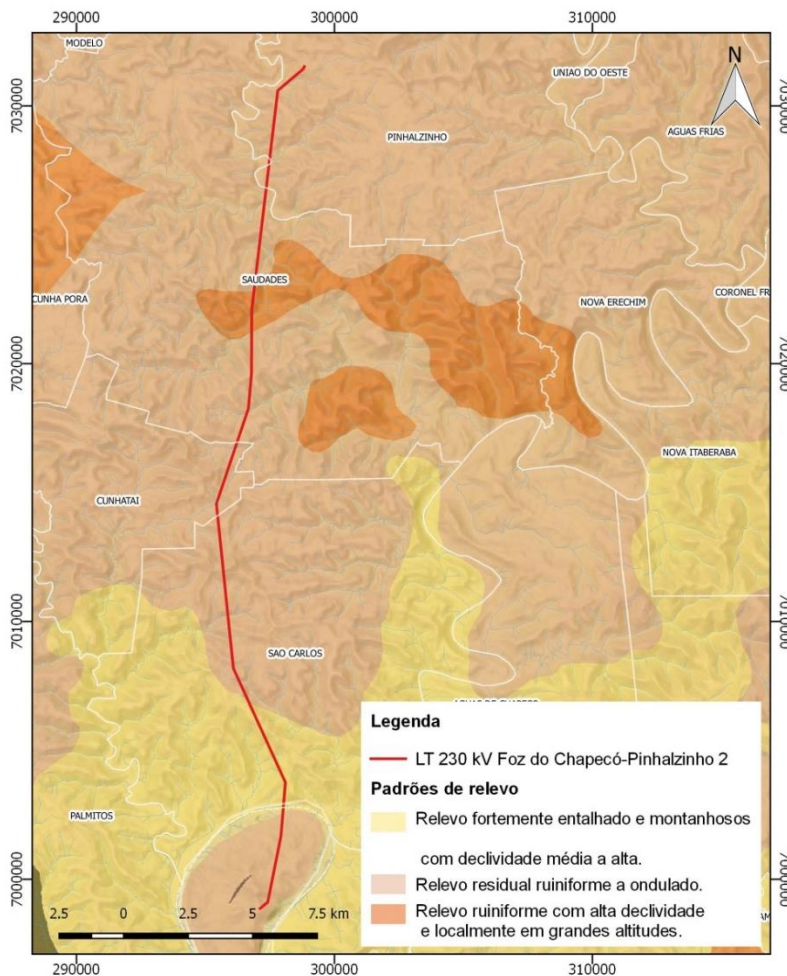 290000 300000 310000
MODELO
N
UNIAO DO OESTE
7030000 7030000
AGUAS FRIAS
PINHALZINHO
SAUDADES
CUNHA PORA
NOVA ERECHIM
CORONEL FR
7020000 7020000
NOVA ITABERABA
CUNHATAI
7010000 7010000
SAO CARLOS
Legenda
LT 230 kV Foz do Chapecó-Pinhalzinho 2
Padrões de relevo
PALMITOS
Relevo fortemente entalhado e montanhosos
com declividade média a alta.
7000000
Relevo residual ruiniforme a ondulado.
2.5 0 2.5 5 7.5 km
Relevo ruiniforme com alta declividade
e localmente em grandes altitudes.
290000 300000 310000